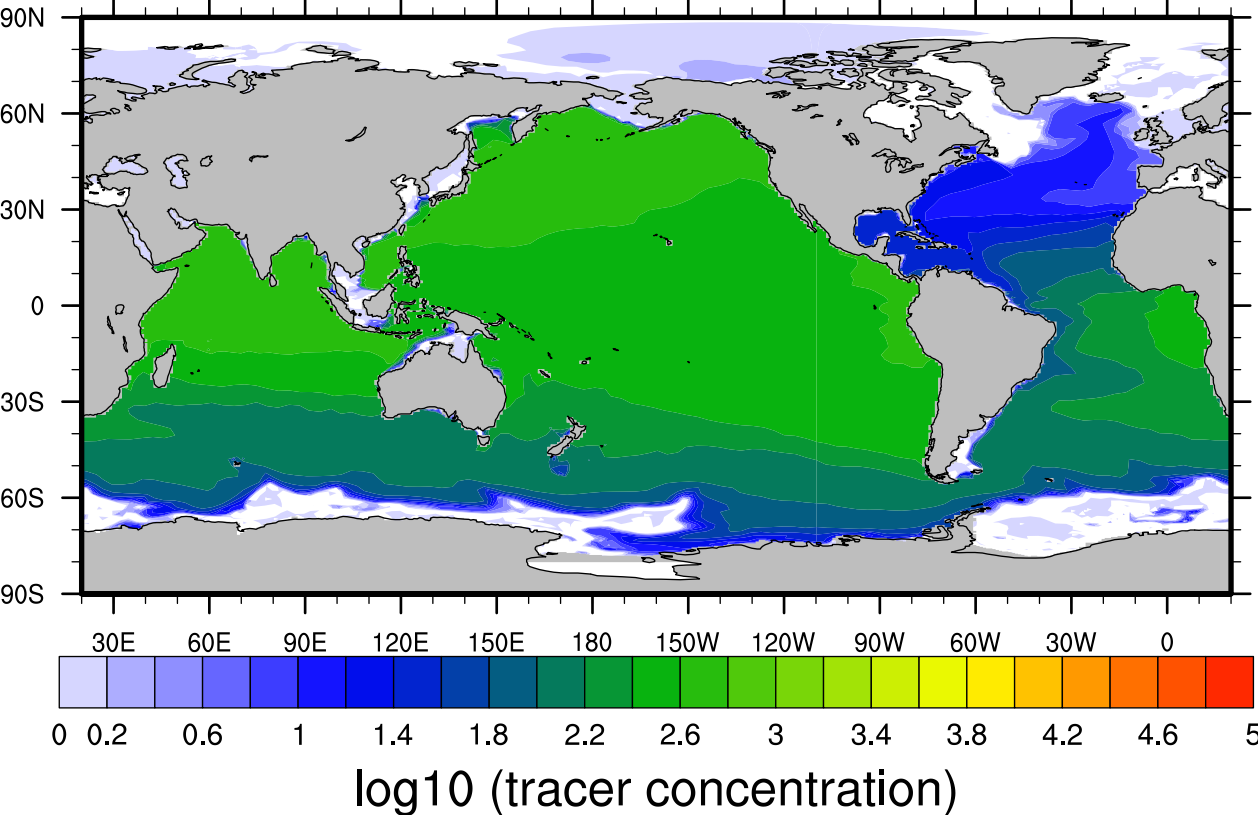 90N
60N
30N
0
30S
60S
90S
30E 60E 90E 120E 150E 180 150W 120W 90W 60W 30W 0
0 0.2 0.6 1 1.4 1.8 2.2 2.6 3 3.4 3.8 4.2 4.6 5
log10 (tracer concentration)